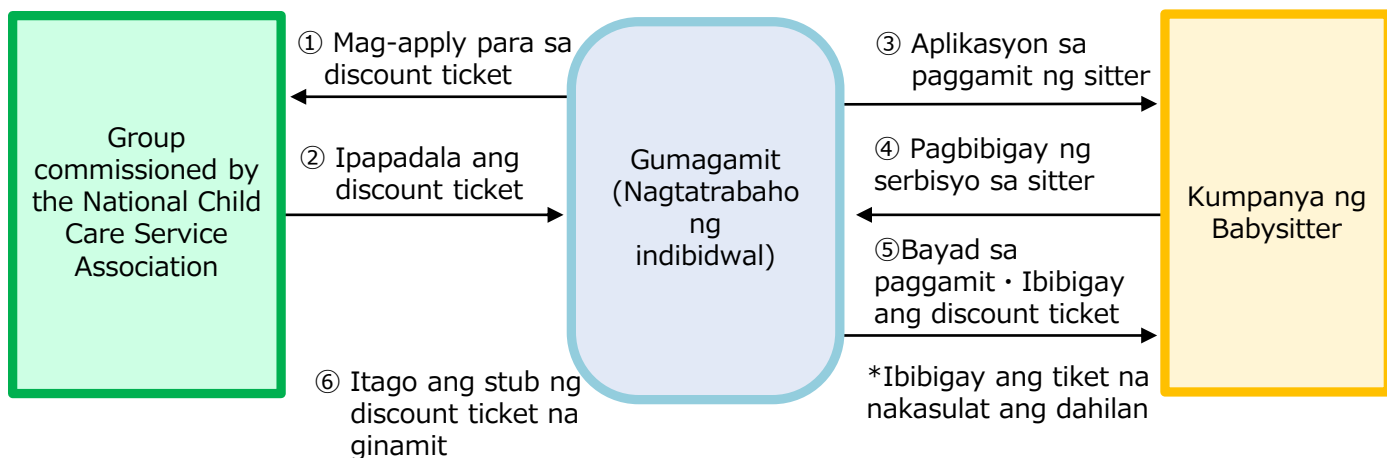 Group
commissioned by
the National Child
Care Service
Association
① Mag-apply para sa
discount ticket
② Ipapadala ang
discount ticket
⑥ Itago ang stub ng
discount ticket na
ginamit
Gumagamit
(Nagtatrabaho
ng
indibidwal)
③ Aplikasyon sa
paggamit ng sitter
④ Pagbibigay ng
serbisyo sa sitter
⑤Bayad sa
paggamit・Ibibigay
ang discount ticket
*Ibibigay ang tiket na
nakasulat ang dahilan
Kumpanya ng
Babysitter